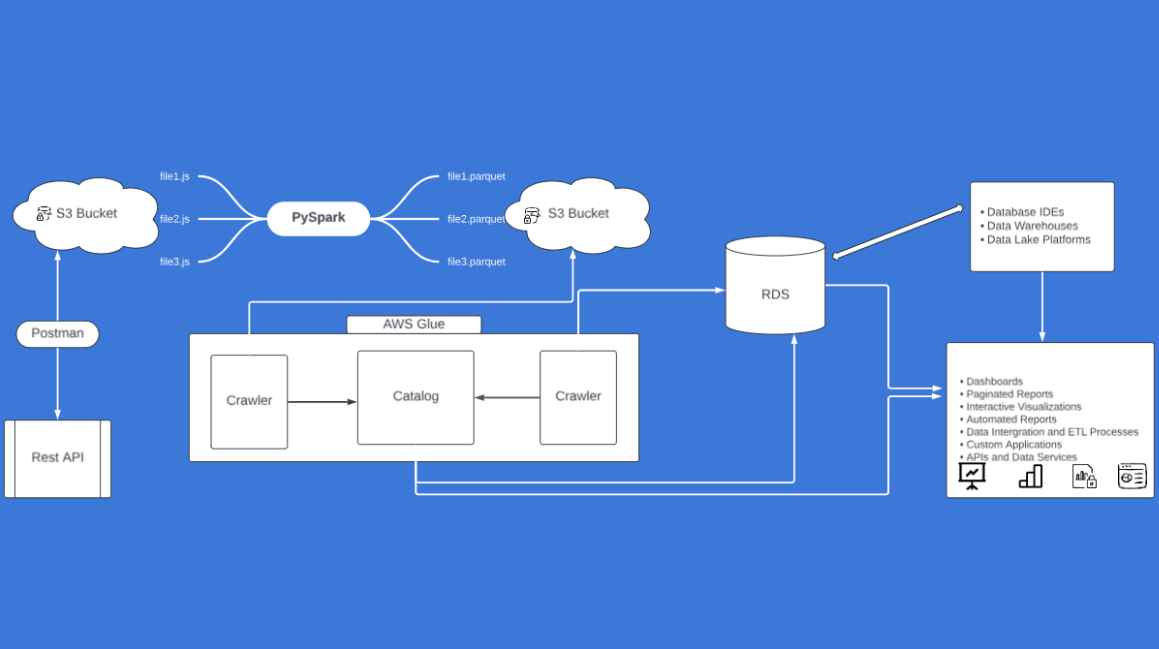 S3 Bucket
file1.js
file2.js
file3.js
PySpark
file1.parquet
file2.parquet
file3.parquet
S3 Bucket
Postman
Rest API
AWS Glue
Crawler
Catalog
Crawler
RDS
• Database IDEs
• Data Warehouses
• Data Lake Platforms
• Dashboards
• Paginated Reports
• Interactive Visualizations
• Automated Reports
• Data Intergration and ETL Processes
• Custom Applications
• APIs and Data Services